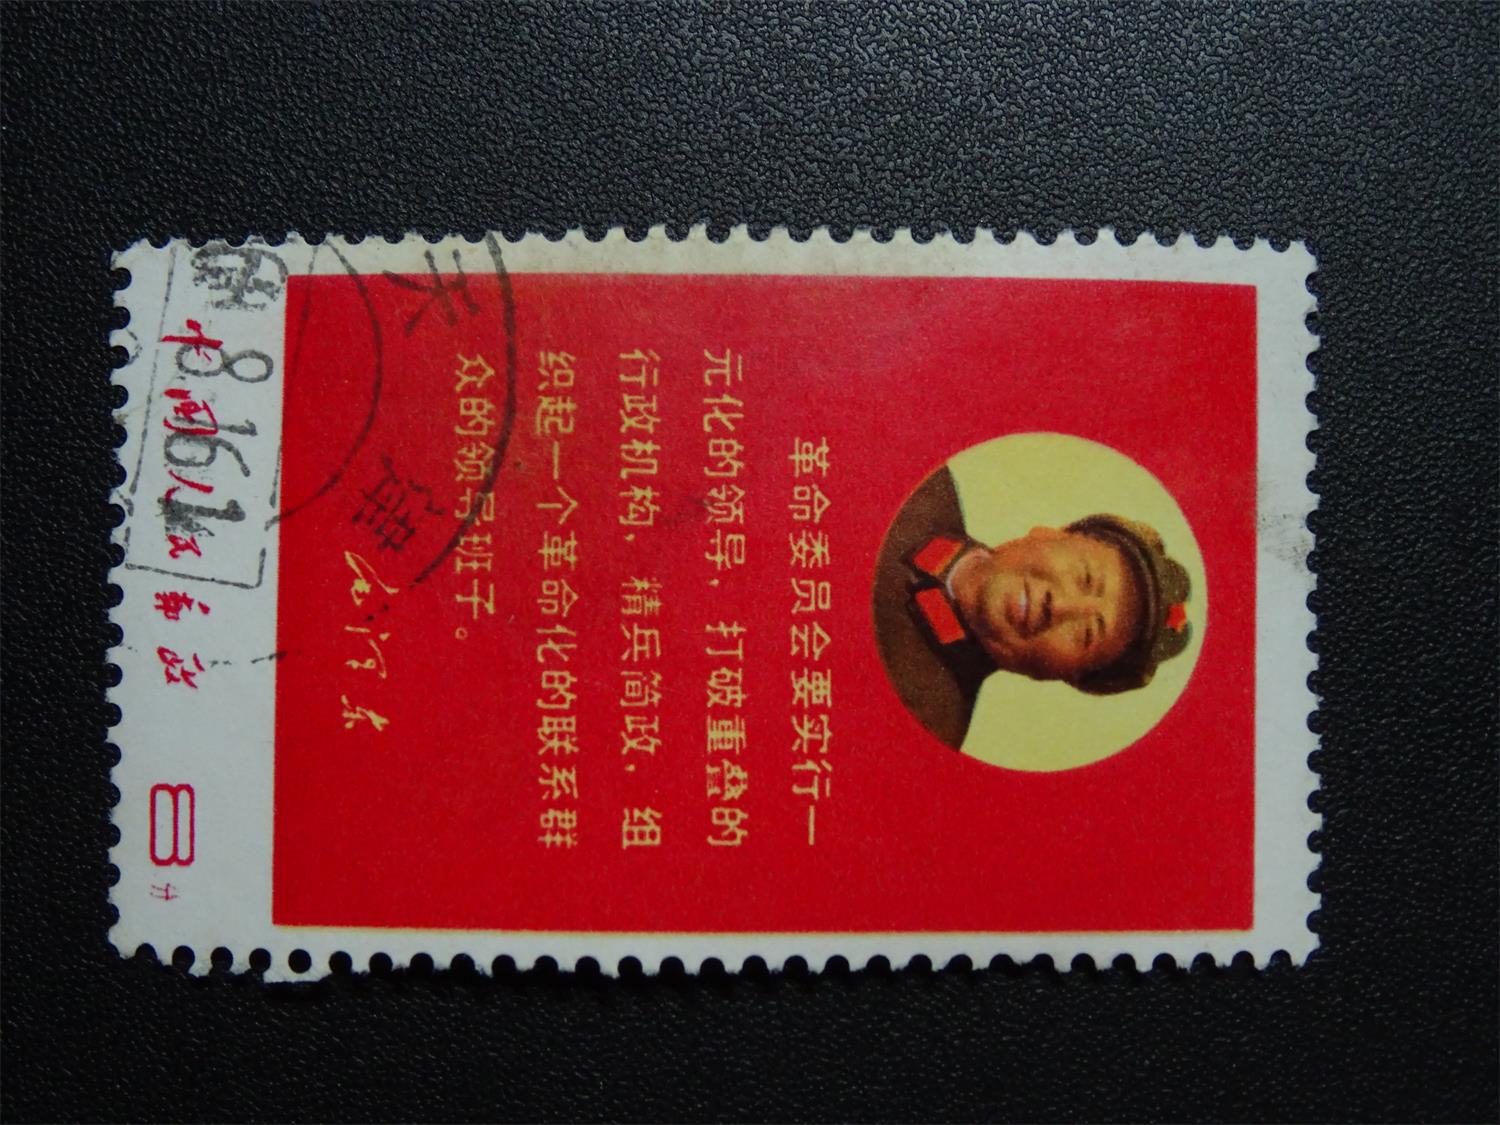 革命委员会要实行一
元化的领导，打破重叠的
行政机构，精兵简政，组
织起一个革命化的联系群
众的领导班子。
毛泽东
中国人民邮政
8分
天津